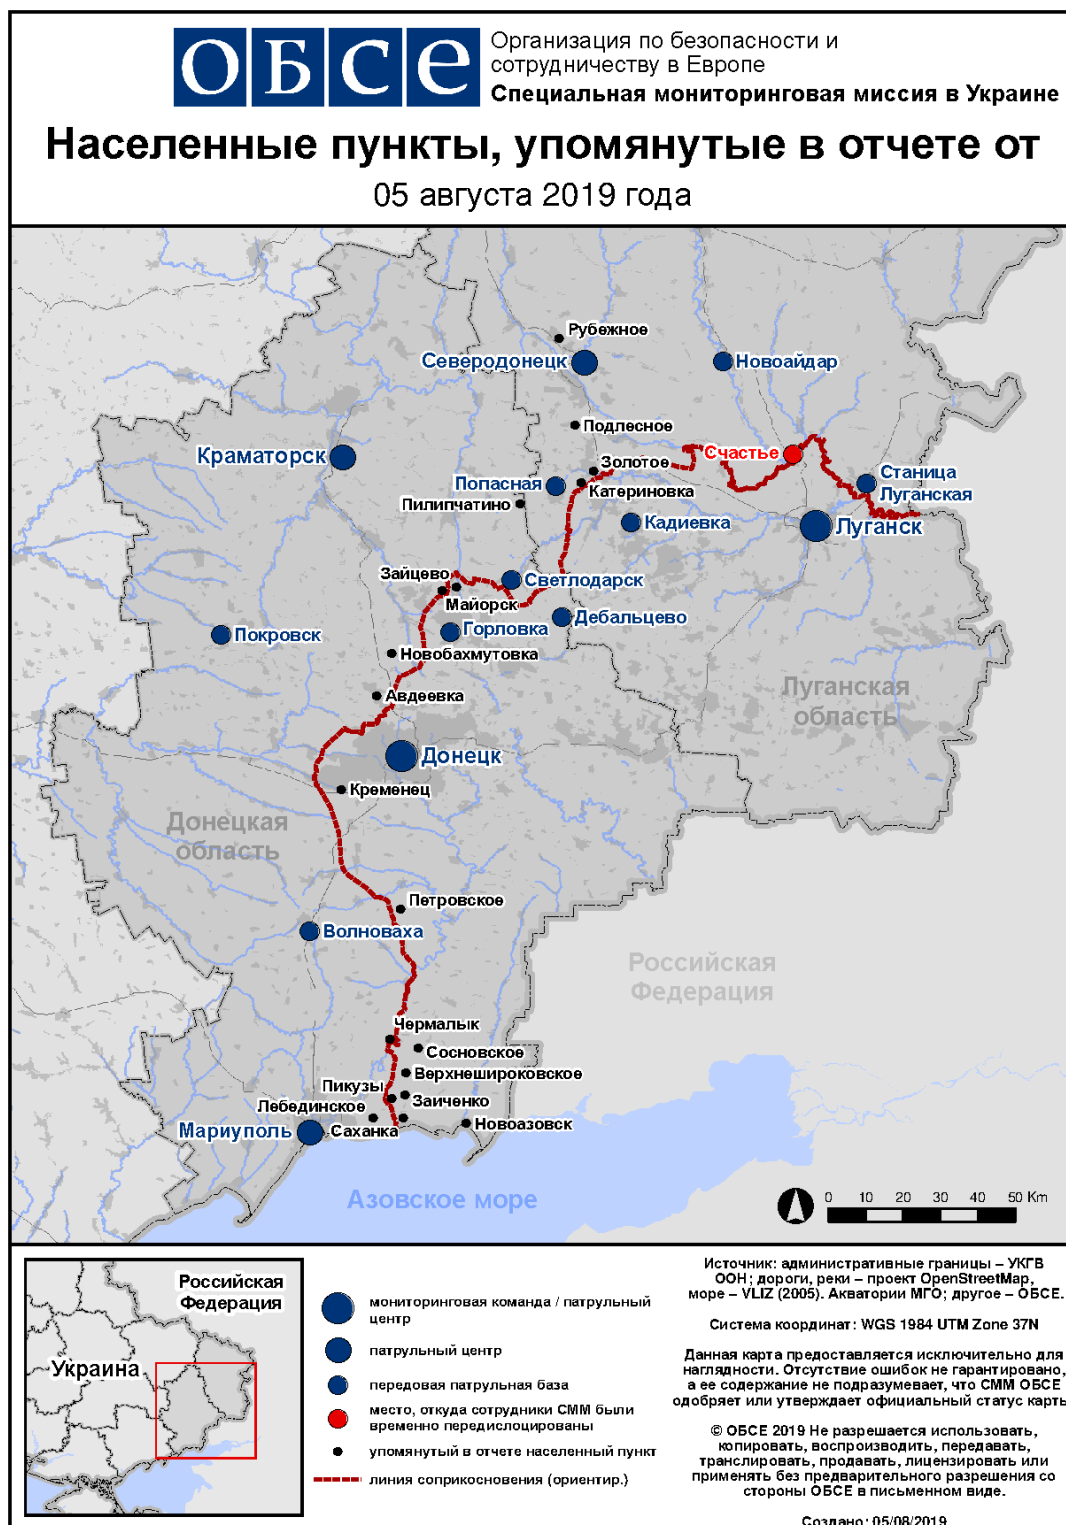 ОБСЕ
Организация по безопасности и
сотрудничеству в Европе
Специальная мониторинговая миссия в Украине
Населенные пункты, упомянутые в отчете от
05 августа 2019 года
Рубежное
Северодонецк
Новоайдар
Подлесное
Счастье
Краматорск
Золотое
Станица
Луганская
Попасная
Катериновка
Пилипчатино
Кадиевка
Луганск
Зайцево
Светлодарск
Майорск
Дебальцево
Горловка
Покровск
Новобахмутовка
Луганская
область
Авдеевка
Донецк
Кременец
Донецкая
область
Петровское
Волноваха
Российская
Федерация
Чермалык
Сосновское
Верхнешироковское
Пикузы
Заиченко
Лебединское
Саханка
Новоазовск
Мариуполь
Азовское море
0 10 20 30 40 50 Km
Российская
Федерация
Украина
мониторинговая команда / патрульный
центр
патрульный центр
передовая патрульная база
место, откуда сотрудники СММ были
временно передислоцированы
упомянутый в отчете населенный пункт
линия соприкосновения (ориентир.)
Источник: административные границы – УКГВ
ООН; дороги, реки – проект OpenStreetMap,
море – VLIZ (2005). Акватории МГО; другое – ОБСЕ.
Система координат: WGS 1984 UTM Zone 37N
Данная карта предоставляется исключительно для
наглядности. Отсутствие ошибок не гарантировано,
а ее содержание не подразумевает, что СММ ОБСЕ
одобряет или утверждает официальный статус карты
© ОБСЕ 2019 Не разрешается использовать,
копировать, воспроизводить, передавать,
транслировать, продавать, лицензировать или
применять без предварительного разрешения со
стороны ОБСЕ в письменном виде.
Создано: 05/08/2019